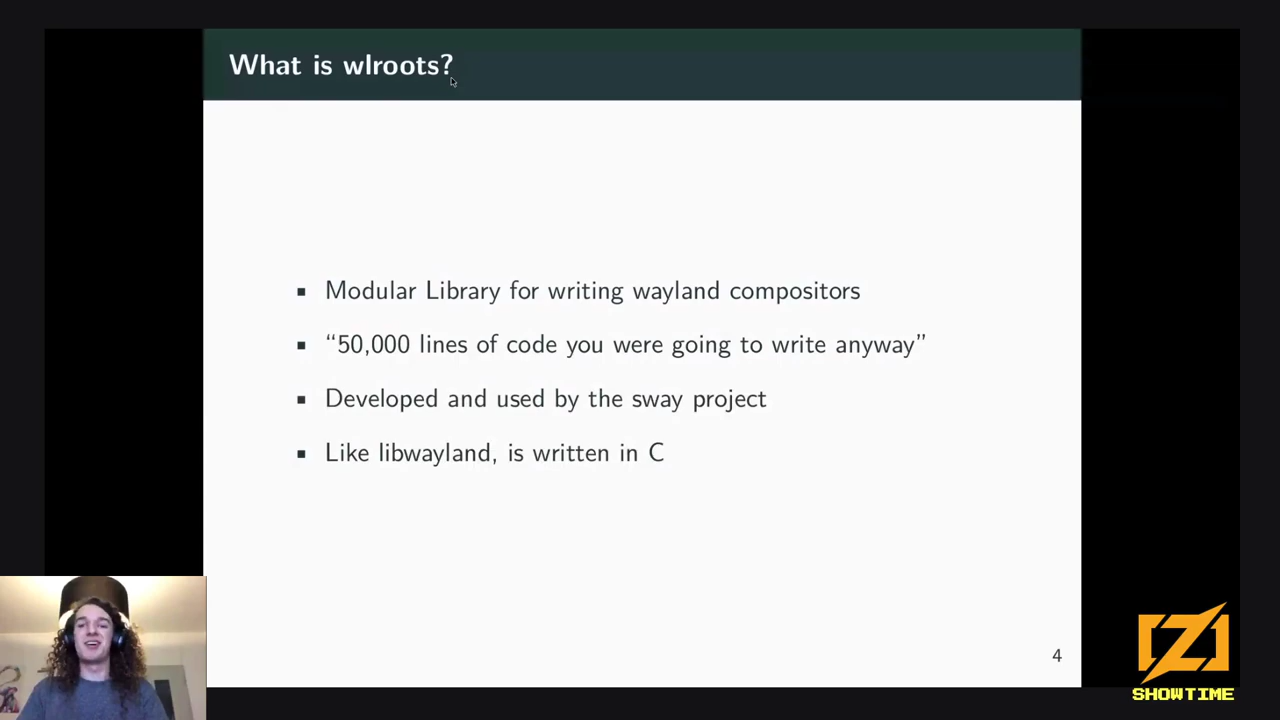 What is wlroots?
Modular Library for writing wayland compositors
“50,000 lines of code you were going to write anyway”
Developed and used by the sway project
Like libwayland, is written in C
4
Z
SHOWTIME